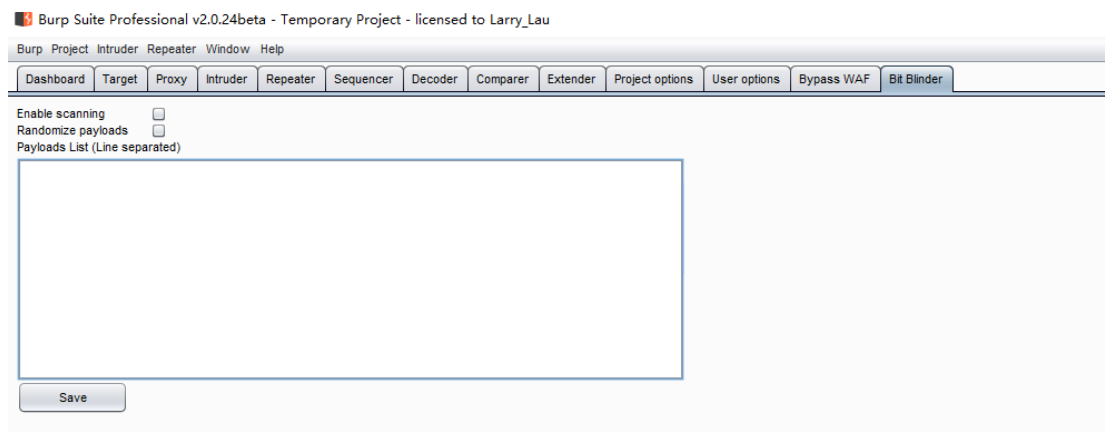 Burp Suite Professional v2.0.24beta - Temporary Project - licensed to Larry_Lau
Burp Project Intruder Repeater Window Help
Dashboard Target Proxy Intruder Repeater Sequencer Decoder Comparer Extender Project options User options Bypass WAF Bit Blinder
Enable scanning
Randomize payloads
Payloads List (Line separated)
Save